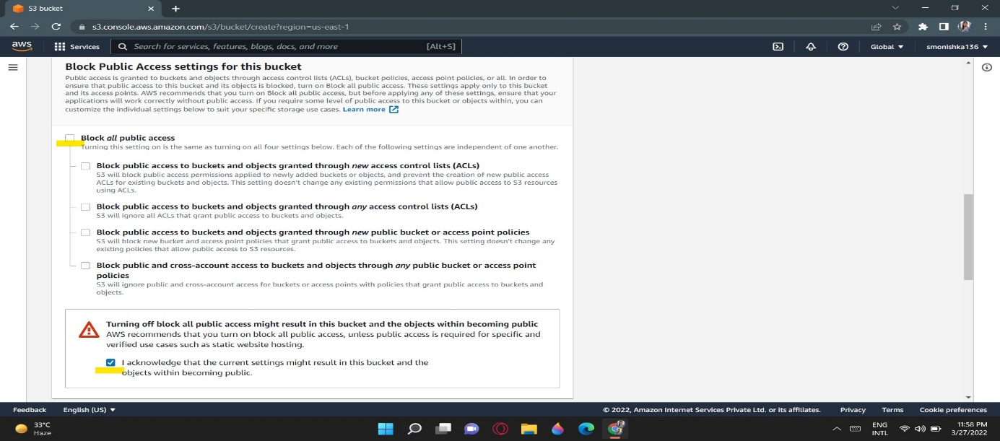 S3 bucket
s3.console.aws.amazon.com/s3/bucket/create?region=us-east-1
aws
Services
Search for services, features, blogs, docs, and more
[Alt+S]
Global
smonishka136
Block Public Access settings for this bucket
Public access is granted to buckets and objects through access control lists (ACLs), bucket policies, access point policies, or all. In order to
ensure that public access to this bucket and its objects is blocked, turn on Block all public access. These settings apply only to this bucket
and its access points. AWS recommends that you turn on Block all public access, but before applying any of these settings, ensure that your
applications will work correctly without public access. If you require some level of public access to this bucket or objects within, you can
customize the individual settings below to suit your specific storage use cases. Learn more
Block all public access
Turning this setting on is the same as turning on all four settings below. Each of the following settings are independent of one another.
Block public access to buckets and objects granted through new access control lists (ACLs)
S3 will block public access permissions applied to newly added buckets or objects, and prevent the creation of new public access
ACLs for existing buckets and objects. This setting doesn't change any existing permissions that allow public access to S3 resources
using ACLs.
Block public access to buckets and objects granted through any access control lists (ACLs)
S3 will ignore all ACLs that grant public access to buckets and objects.
Block public access to buckets and objects granted through new public bucket or access point policies
S3 will block new bucket and access point policies that grant public access to buckets and objects. This setting doesn't change any
existing policies that allow public access to S3 resources.
Block public and cross-account access to buckets and objects through any public bucket or access point
policies
S3 will ignore public and cross-account access for buckets or access points with policies that grant public access to buckets and
objects.
Turning off block all public access might result in this bucket and the objects within becoming public
AWS recommends that you turn on block all public access, unless public access is required for specific and
verified use cases such as static website hosting.
I acknowledge that the current settings might result in this bucket and the
objects within becoming public.
Feedback
English (US)
© 2022, Amazon Internet Services Private Ltd. or its affiliates.
Privacy
Terms
Cookie preferences
33°C
Haze
ENG
INTL
11:58 PM
3/27/2022